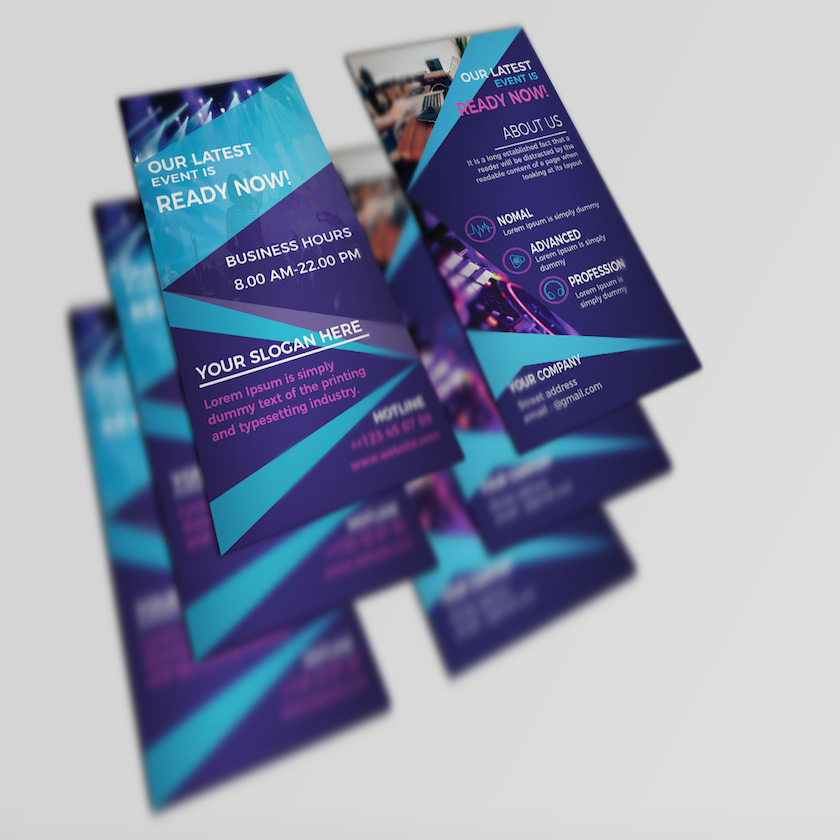 OUR LATEST
EVENT IS
READY NOW!
BUSINESS HOURS
8.00 AM-22.00 PM
YOUR SLOGAN HERE
Lorem Ipsum is simply
dummy text of the printing
and typesetting industry.
HOTLINE
++123 45 67 89
www.website.com
OUR LATEST
EVENT IS
READY NOW!
ABOUT US
It is a long established fact that a
reader will be distracted by the
readable content of a page when
looking at its layout
NOMAL
Lorem Ipsum is simply dummy
ADVANCED
Lorem Ipsum is simply
dummy
PROFESSION
Lorem Ipsum is
simply dummy
YOUR COMPANY
Street address
email : @gmail.com